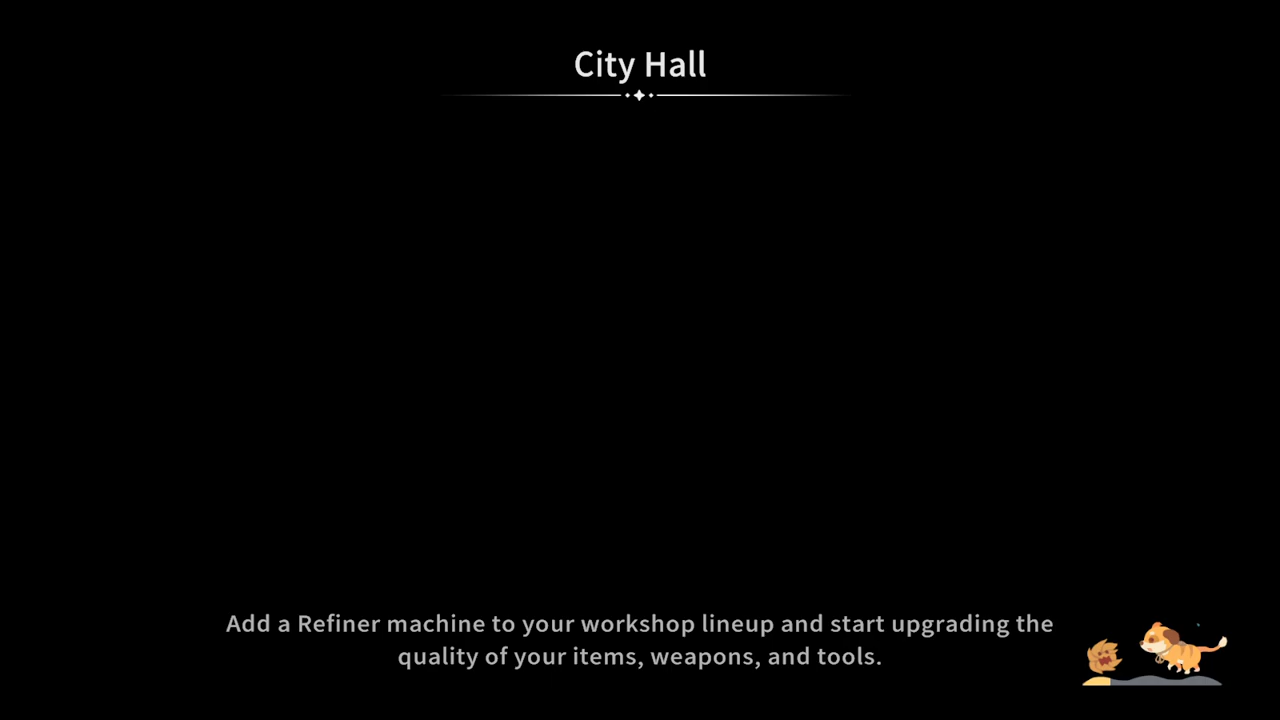 City Hall
Add a Refiner machine to your workshop lineup and start upgrading the
quality of your items, weapons, and tools.